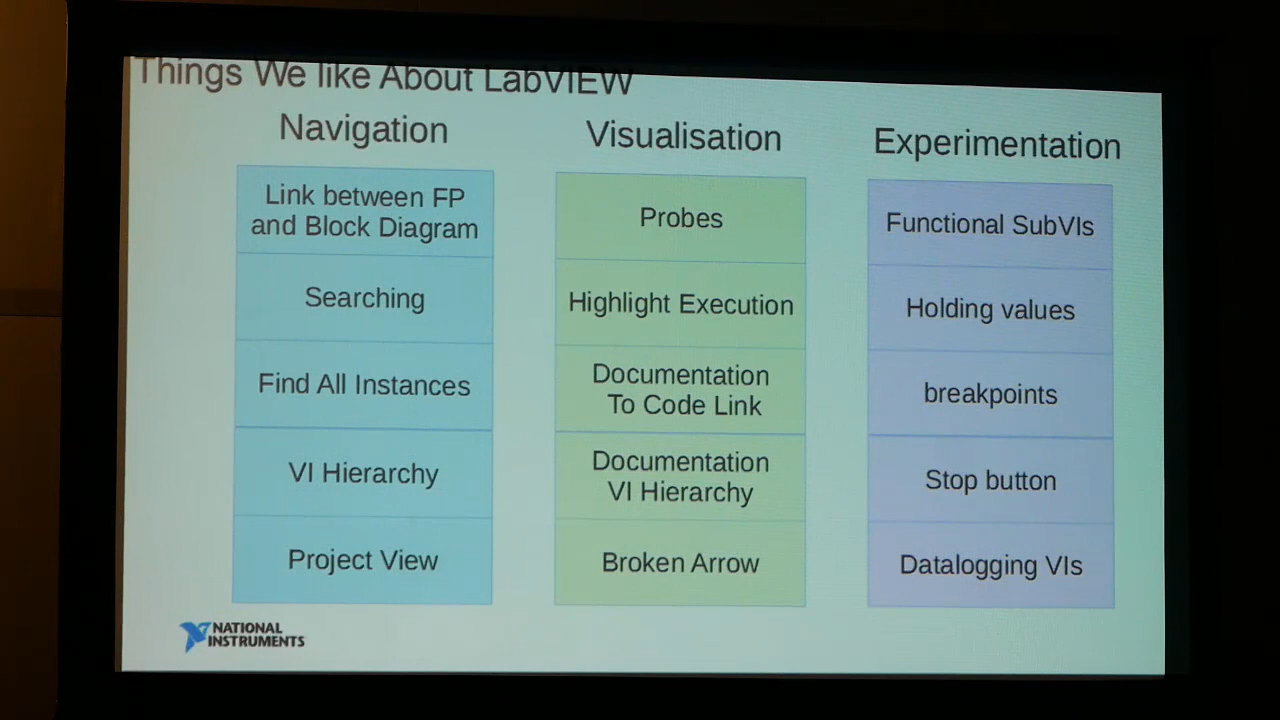 Things We like About LabVIEW
Navigation
Link between FP
and Block Diagram
Searching
Find All Instances
VI Hierarchy
Project View
Visualisation
Probes
Highlight Execution
Documentation
To Code Link
Documentation
VI Hierarchy
Broken Arrow
Experimentation
Functional SubVIs
Holding values
breakpoints
Stop button
Datalogging VIs
NATIONAL
INSTRUMENTS